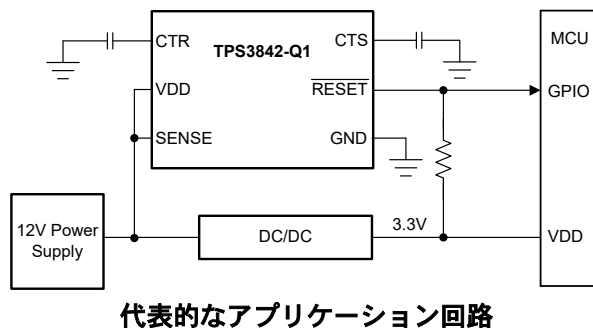 CTR
TPS3842-Q1
CTS
MCU
VDD
RESET
GPIO
SENSE
GND
12V Power
Supply
DC/DC
3.3V
VDD
代表的なアプリケーション回路